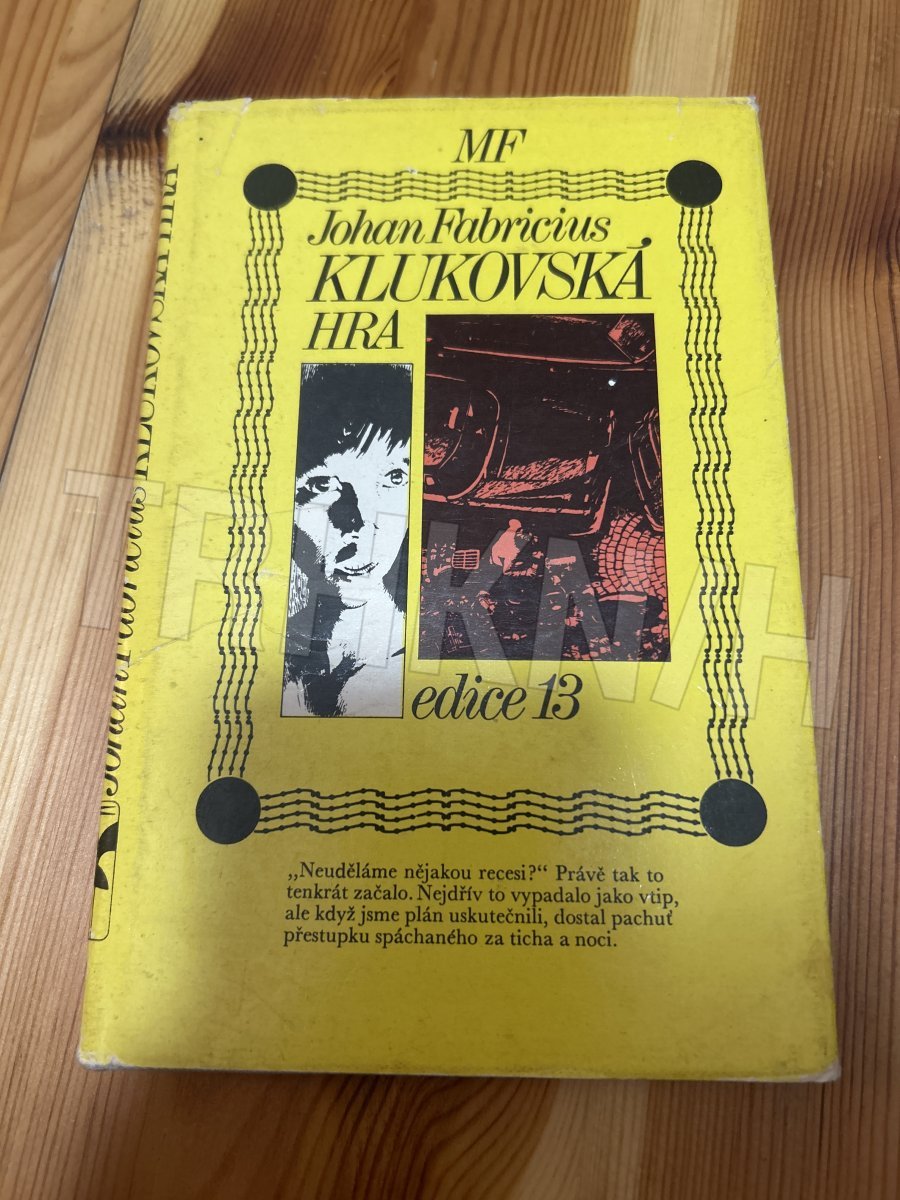 MF
Johan Fabricius
KLUKOVSKÁ
HRA
edice 13
„Neuděláme nějakou recesi?“ Právě tak to
tenkrát začalo. Nejdřív to vypadalo jako vtip,
ale když jsme plán uskutečnili, dostal pachuť
přestupku spáchaného za ticha a noci.
Johan Fabricius KLUKOVSKÁ HRA
TRHKNIH